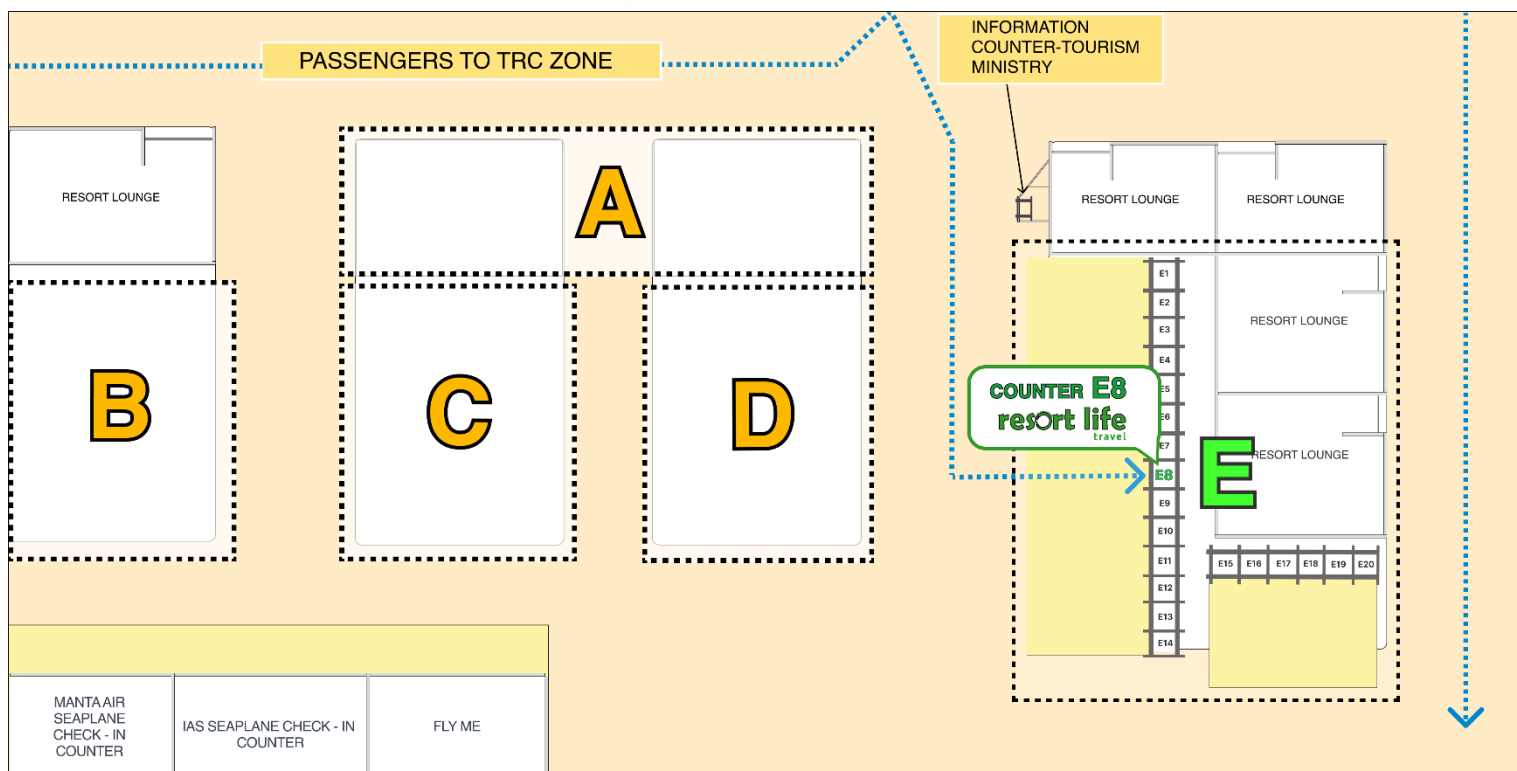 PASSENGERS TO TRC ZONE
INFORMATION
COUNTER-TOURISM
MINISTRY
RESORT LOUNGE
A
B
C
D
RESORT LOUNGE
RESORT LOUNGE
E1
E2
E3
E4
E5
E6
E7
E8
E9
E10
E11
E12
E13
E14
COUNTER E8
resort life
travel
E
RESORT LOUNGE
RESORT LOUNGE
E15 E16 E17 E18 E19 E20
MANTA AIR
SEAPLANE
CHECK - IN
COUNTER
IAS SEAPLANE CHECK - IN
COUNTER
FLY ME